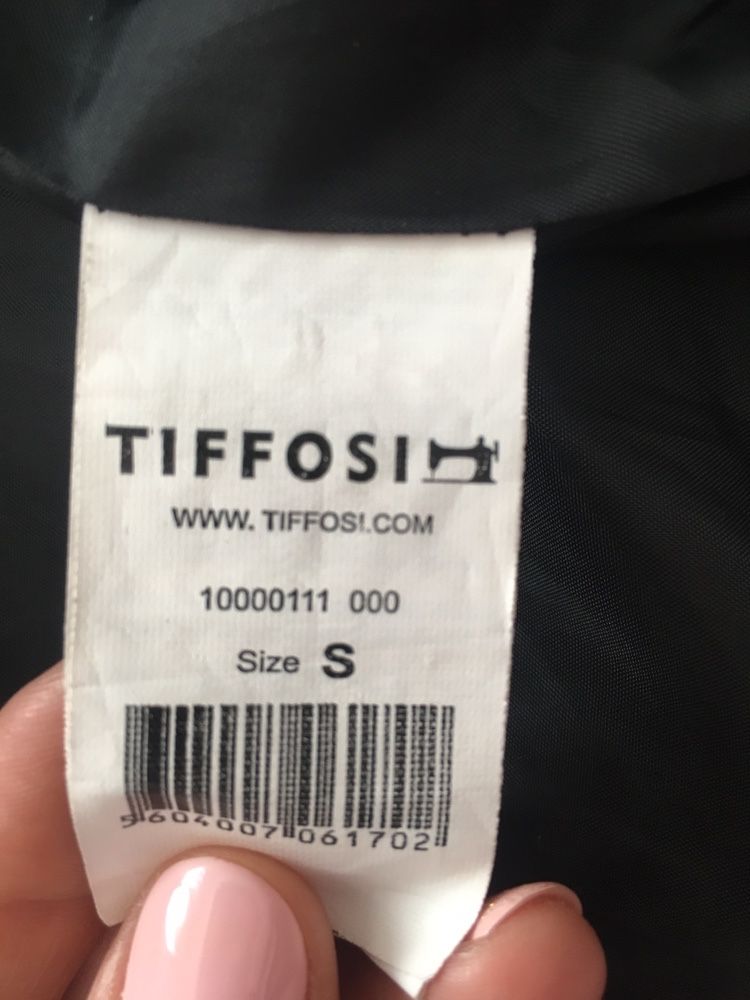 TIFFOSI
WWW. TIFFOSI.COM
10000111 000
Size S
5604007061702